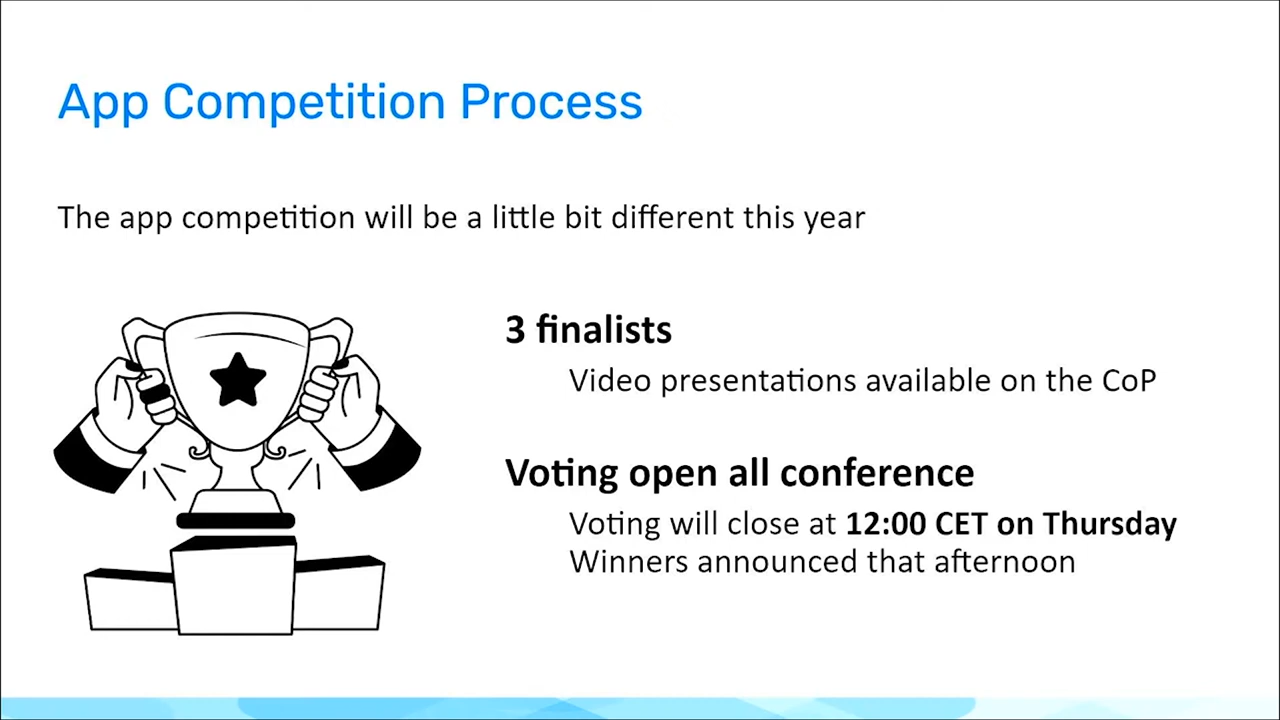 App Competition Process
The app competition will be a little bit different this year
3 finalists
Video presentations available on the CoP
Voting open all conference
Voting will close at 12:00 CET on Thursday
Winners announced that afternoon